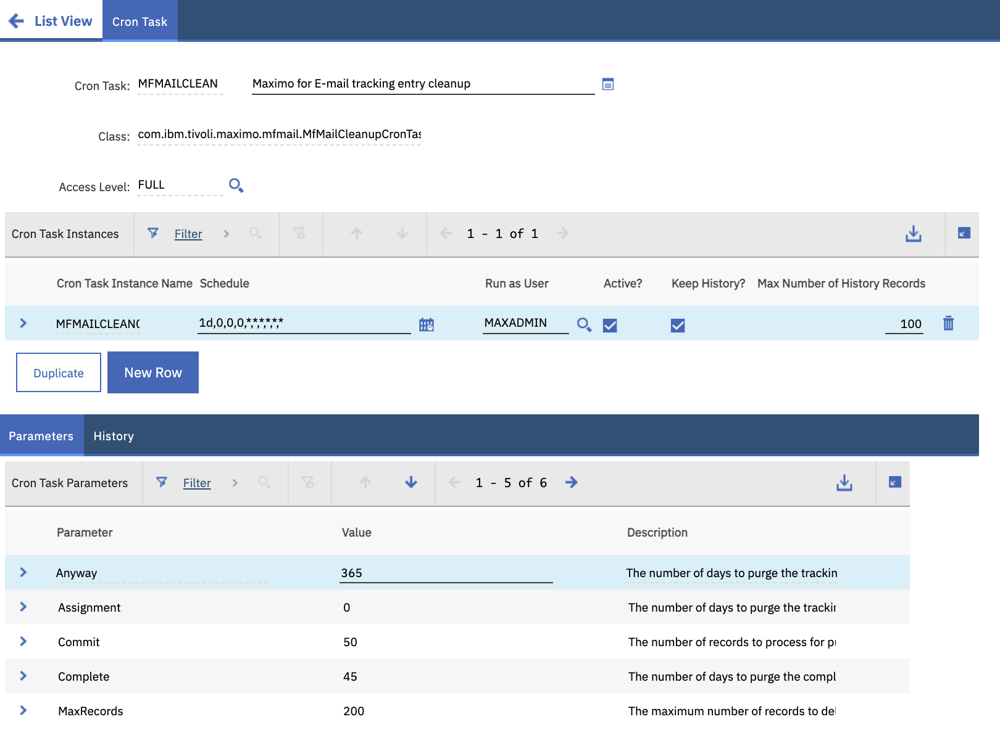 List View
Cron Task
Cron Task: MFMAILCLEAN Maximo for E-mail tracking entry cleanup
Class: com.ibm.tivoli.maximo.mfmail.MfMailCleanupCronTas
Access Level: FULL
Cron Task Instances Filter 1 - 1 of 1
Cron Task Instance Name Schedule Run as User Active? Keep History? Max Number of History Records
MFMAILCLEAN 1d,0,0,0,*,*,*,*,*,* MAXADMIN 100
Duplicate New Row
Parameters History
Cron Task Parameters Filter 1 - 5 of 6
Parameter Value Description
Anyway 365 The number of days to purge the trackin
Assignment 0 The number of days to purge the trackin
Commit 50 The number of records to process for pu
Complete 45 The number of days to purge the compl
MaxRecords 200 The maximum number of records to del